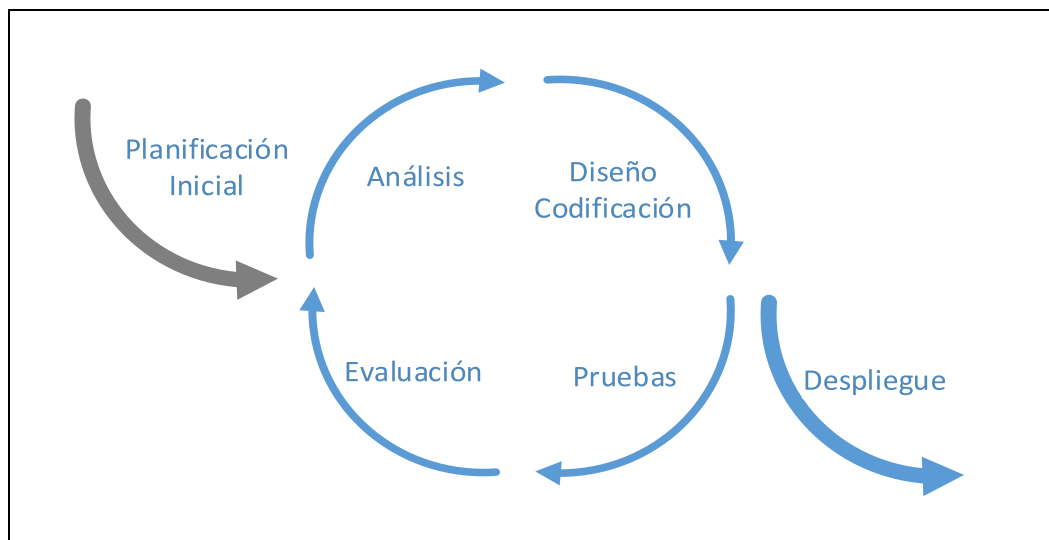 Planificación
Inicial
Análisis
Diseño
Codificación
Evaluación
Pruebas
Despliegue